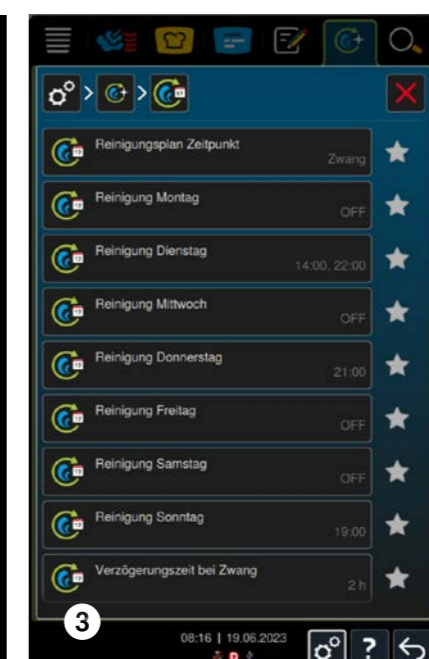 > >
Reinigungsplan Zeitpunkt
Zwang
Reinigung Montag
OFF
Reinigung Dienstag
14:00, 22:00
Reinigung Mittwoch
OFF
Reinigung Donnerstag
21:00
Reinigung Freitag
OFF
Reinigung Samstag
OFF
Reinigung Sonntag
19:00
Verzögerungszeit bei Zwang
2 h
3
08:16 | 19.06.2023
?